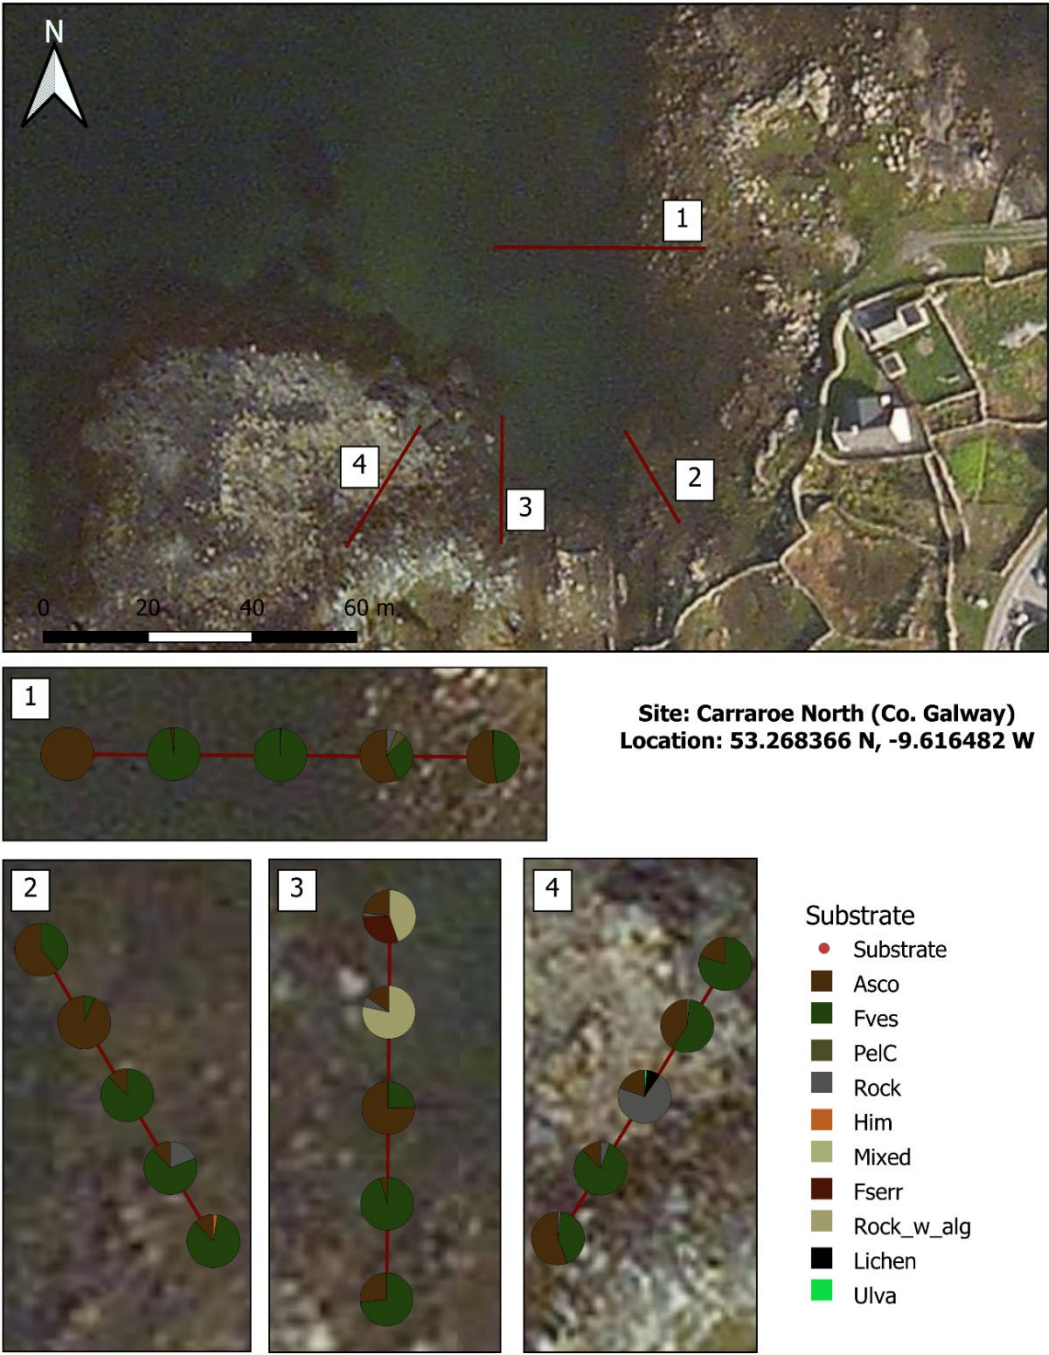 N
1
4
3
2
0 20 40 60 m
1
Site: Carraroe North (Co. Galway)
Location: 53.268366 N, -9.616482 W
2
3
4
Substrate
Substrate
Asco
Fves
PelC
Rock
Him
Mixed
Fserr
Rock_w_alg
Lichen
Ulva